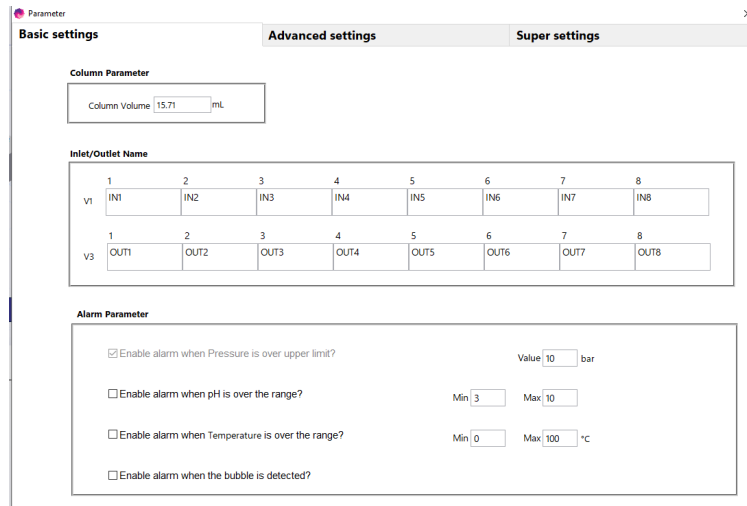 Parameter
Basic settings Advanced settings Super settings
Column Parameter
Column Volume 15.71 mL
Inlet/Outlet Name
1 2 3 4 5 6 7 8
V1 IN1 IN2 IN3 IN4 IN5 IN6 IN7 IN8
1 2 3 4 5 6 7 8
V3 OUT1 OUT2 OUT3 OUT4 OUT5 OUT6 OUT7 OUT8
Alarm Parameter
Enable alarm when Pressure is over upper limit? Value 10 bar
Enable alarm when pH is over the range? Min 3 Max 10
Enable alarm when Temperature is over the range? Min 0 Max 100 °C
Enable alarm when the bubble is detected?